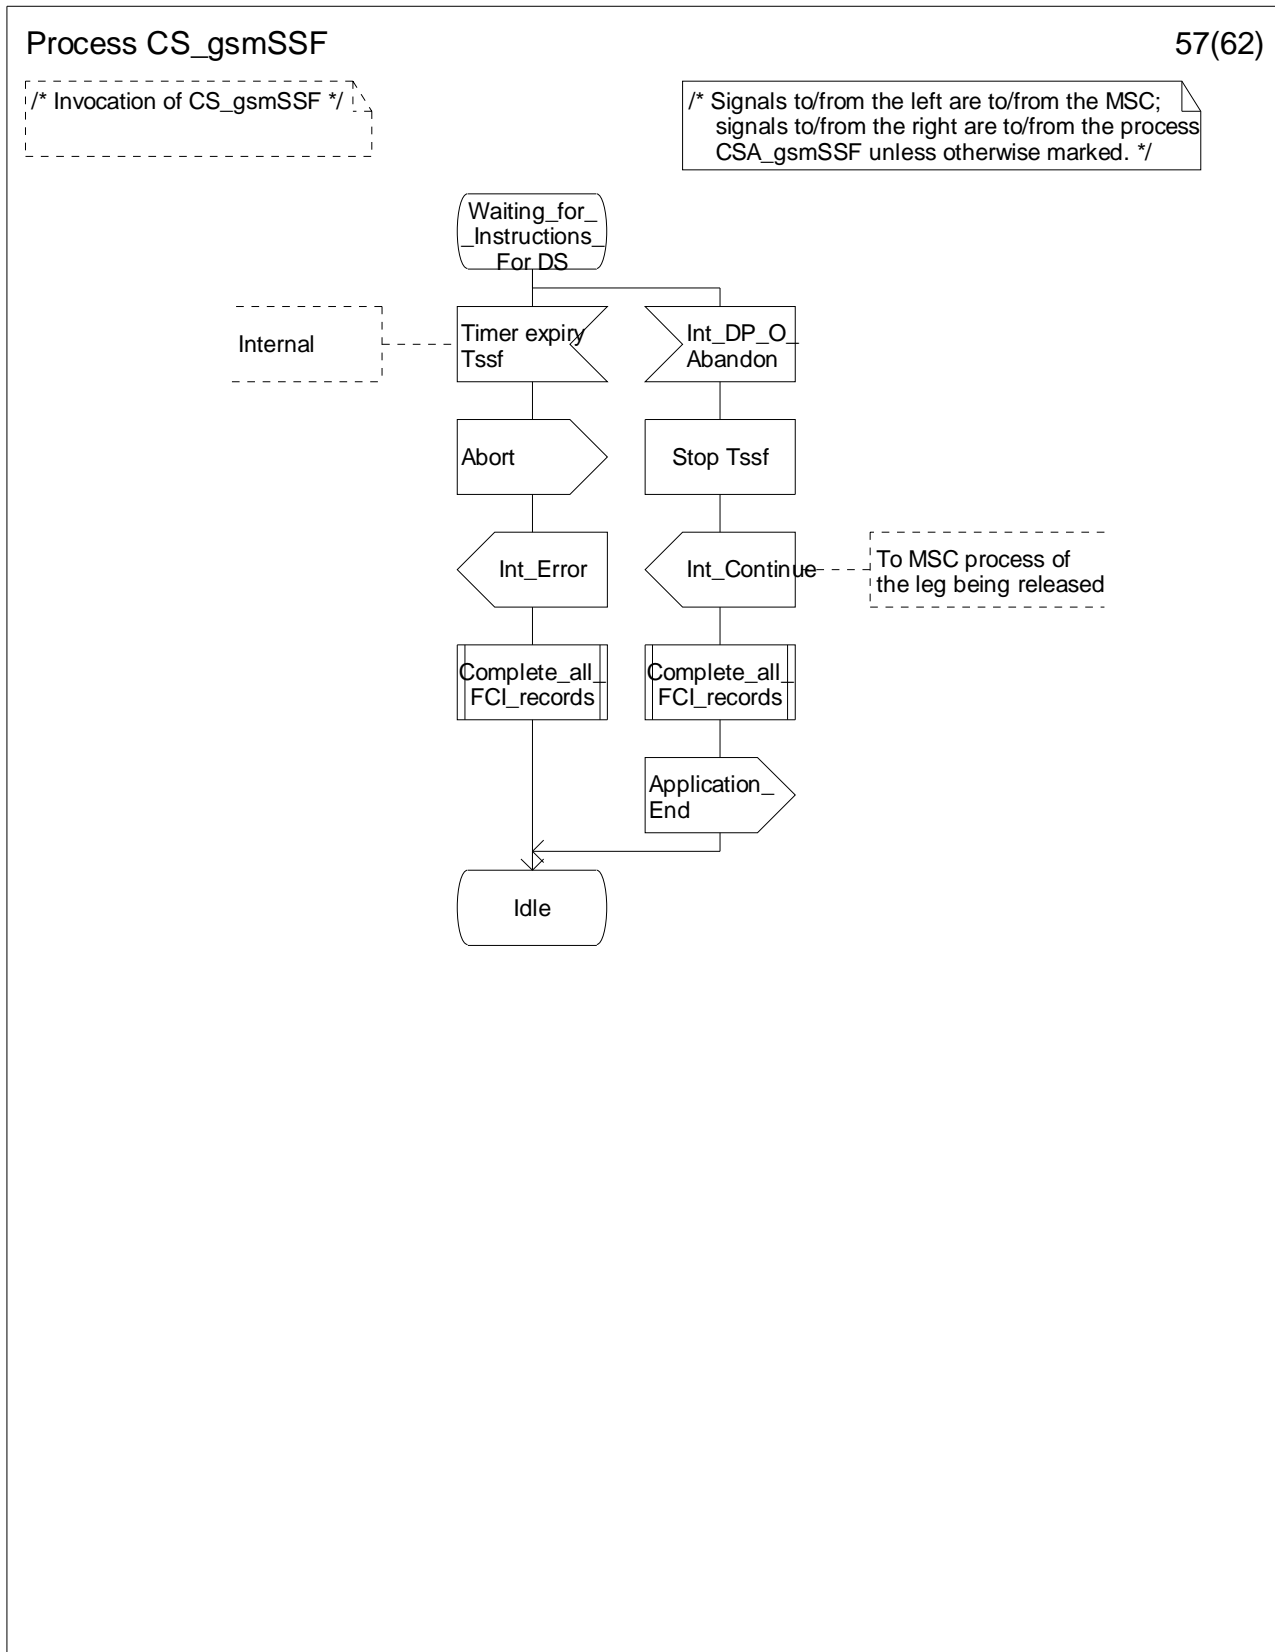 Process CS_gsmSSF
57(62)
/* Invocation of CS_gsmSSF */
/* Signals to/from the left are to/from the MSC;
signals to/from the right are to/from the process
CSA_gsmSSF unless otherwise marked. */
Waiting_for_
_Instructions_
For DS
Internal
Timer expiry
Tssf
Int_DP_O_
Abandon
Abort
Stop Tssf
Int_Error
Int_Continue
To MSC process of
the leg being released
Complete_all_
FCI_records
Complete_all_
FCI_records
Application_
End
Idle